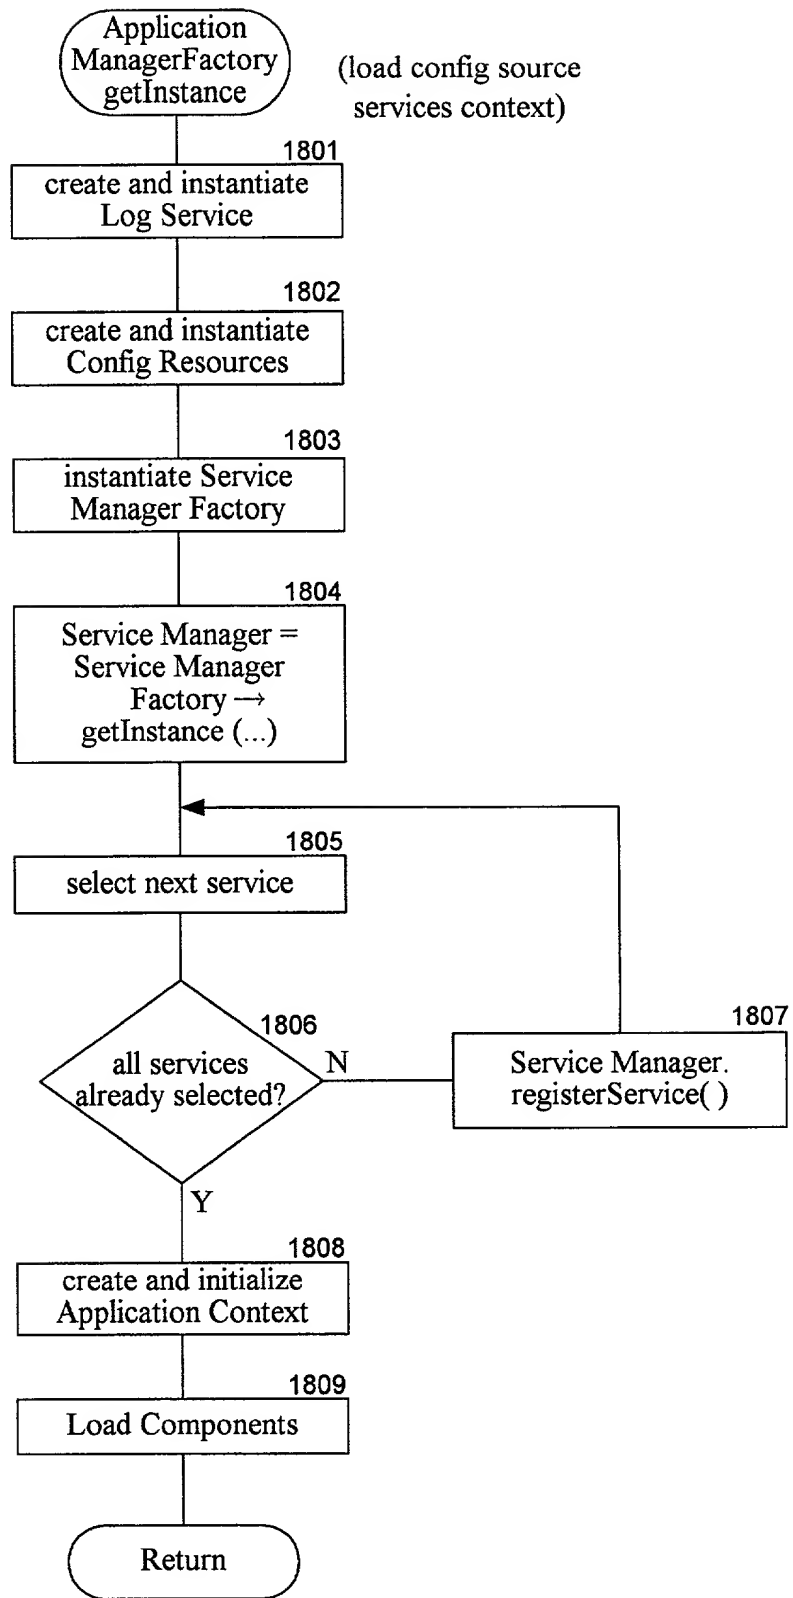 Application
ManagerFactory
getInstance
(load config source
services context)
1801
create and instantiate
Log Service
1802
create and instantiate
Config Resources
1803
instantiate Service
Manager Factory
1804
Service Manager =
Service Manager
Factory →
getInstance (...)
1805
select next service
1806
all services
already selected?
N
1807
Service Manager.
registerService( )
Y
1808
create and initialize
Application Context
1809
Load Components
Return